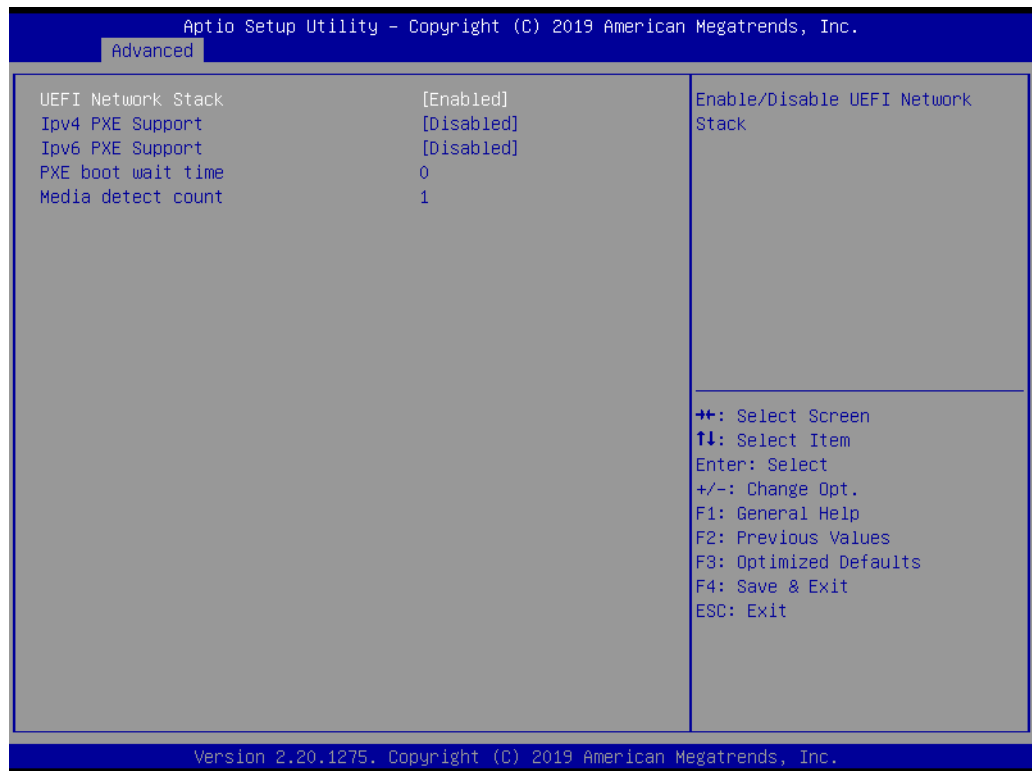 Aptio Setup Utility – Copyright (C) 2019 American Megatrends, Inc.
Advanced
UEFI Network Stack [Enabled]
Ipv4 PXE Support [Disabled]
Ipv6 PXE Support [Disabled]
PXE boot wait time 0
Media detect count 1
Enable/Disable UEFI Network
Stack
→←: Select Screen
↑↓: Select Item
Enter: Select
+/-: Change Opt.
F1: General Help
F2: Previous Values
F3: Optimized Defaults
F4: Save & Exit
ESC: Exit
Version 2.20.1275. Copyright (C) 2019 American Megatrends, Inc.